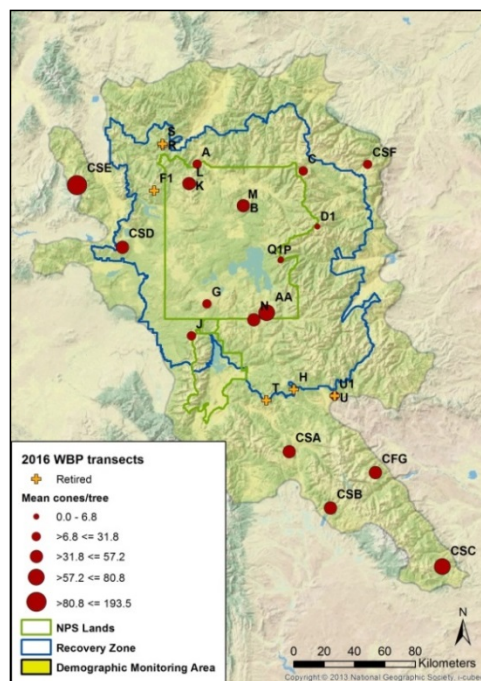 S
R
A
C
CSF
CSE
F1
L
K
M
B
D1
CSD
Q1P
G
N AA
J
H
T
U1
U
CSA
CFG
CSB
CSC
2016 WBP transects
Retired
Mean cones/tree
0.0 - 6.8
>6.8 <= 31.8
>31.8 <= 57.2
>57.2 <= 80.8
>80.8 <= 193.5
NPS Lands
Recovery Zone
Demographic Monitoring Area
N
0 20 40 60 80
Kilometers
Copyright © 2013 National Geographic Society, i-cubed